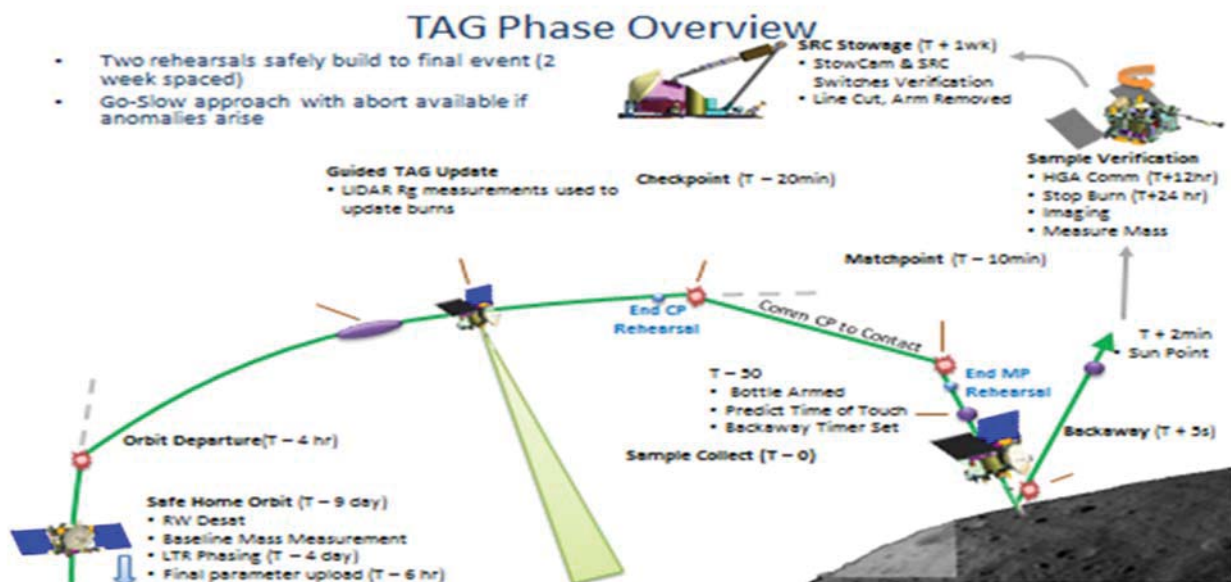 TAG Phase Overview
• Two rehearsals safely build to final event (2
week spaced)
• Go-Slow approach with abort available if
anomalies arise
SRC Stowage (T + 1wk)
• StowCam & SRC
Switches Verification
• Line Cut, Arm Removed
Sample Verification
• HGA Comm (T+12hr)
• Stop Burn (T+24 hr)
• Imaging
• Measure Mass
Guided TAG Update
• LIDAR Rg measurements used to
update burns
Checkpoint (T – 20min)
Matchpoint (T – 10min)
End CP
Rehearsal
Comm CP to Contact
T + 2min
• Sun Point
End MP
Rehearsal
T – 30
• Bottle Armed
• Predict Time of Touch
• Backaway Timer Set
Backaway (T + 5s)
Orbit Departure(T – 4 hr)
Sample Collect (T – 0)
Safe Home Orbit (T – 9 day)
• RW Desat
• Baseline Mass Measurement
• LTR Phasing (T – 4 day)
• Final parameter upload (T – 6 hr)